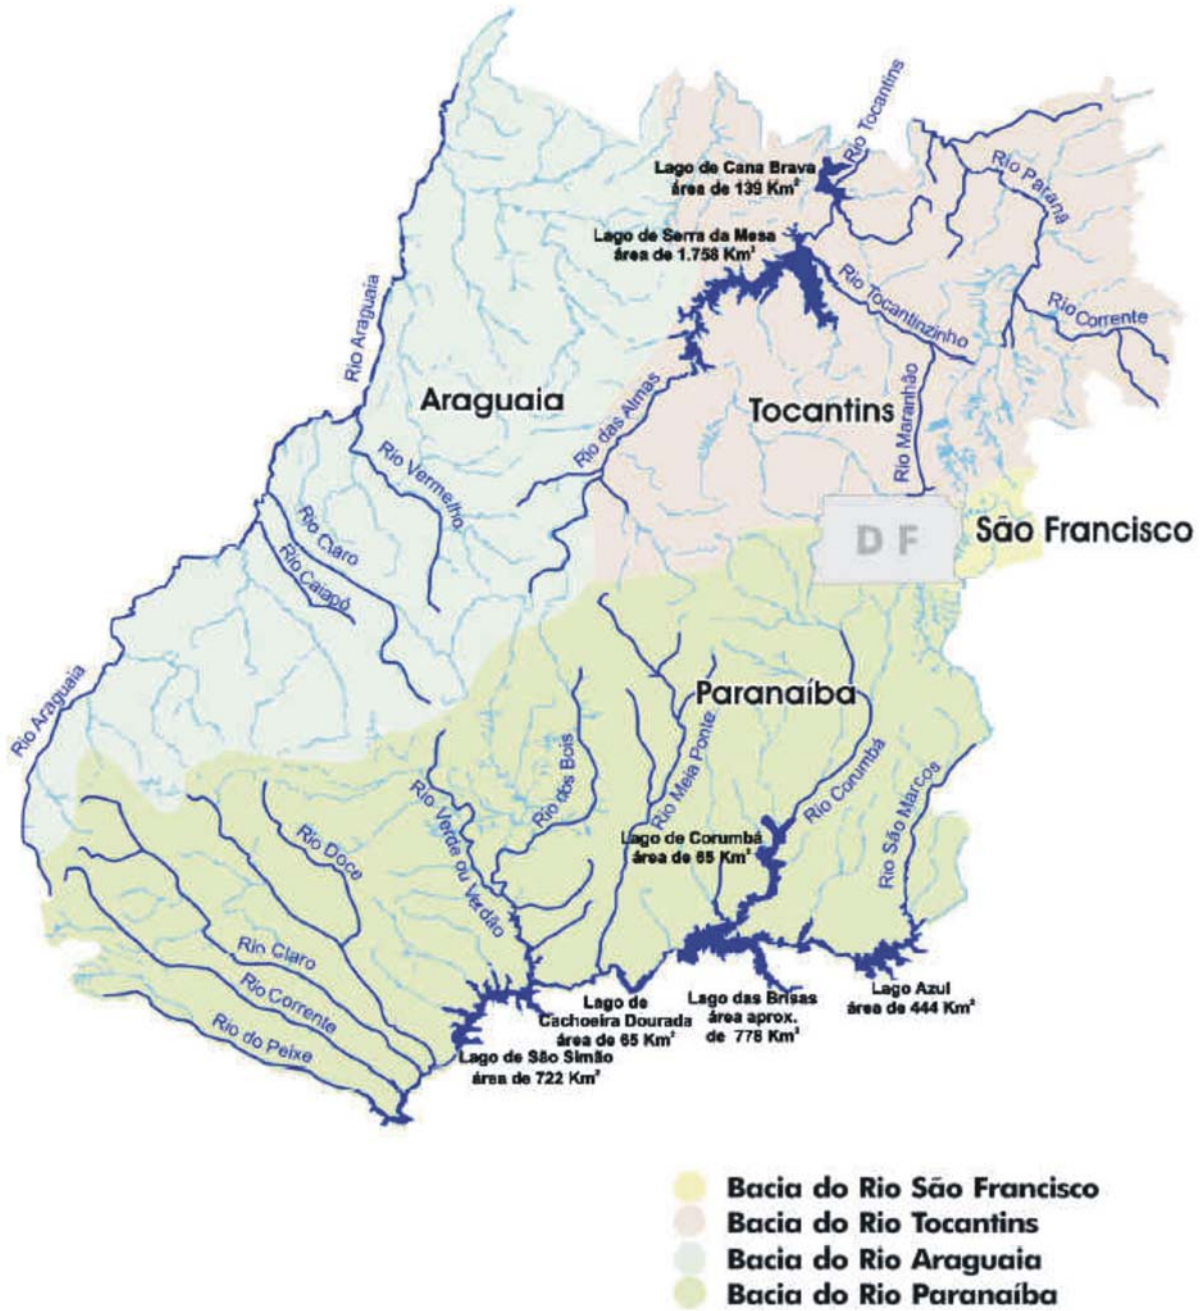 Rio Tocantins
Lago de Cana Brava
área de 139 Km²
Rio Paranã
Lago de Serra da Mesa
área de 1.758 Km²
Rio Tocantinzinho
Rio Corrente
Rio Araguaia
Araguaia
Rio das Almas
Tocantins
Rio Maranhão
Rio Vermelho
Rio Claro
Rio Caiapó
D F
São Francisco
Rio Araguaia
Paranaíba
Rio dos Bois
Rio Meia Ponte
Rio Corumbá
Rio São Marcos
Rio Verde ou Verdão
Rio Doce
Lago de Corumbá
área de 65 Km²
Rio Claro
Rio Corrente
Rio do Peixe
Lago de
Cachoeira Dourada
área de 65 Km²
Lago das Brisas
área aprox.
de 778 Km²
Lago Azul
área de 444 Km²
Lago de São Simão
área de 722 Km²
Bacia do Rio São Francisco
Bacia do Rio Tocantins
Bacia do Rio Araguaia
Bacia do Rio Paranaíba